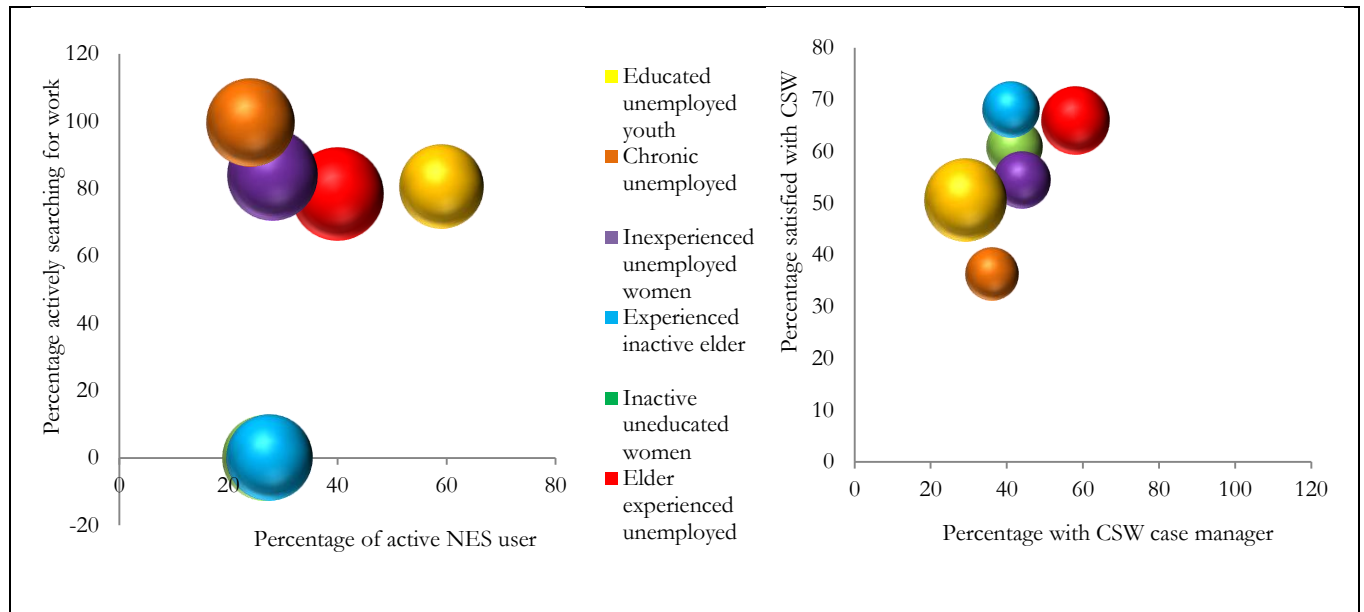 Percentage actively searching for work
120
100
80
60
40
20
0
-20
0
20
40
60
80
Percentage of active NES user
Educated
unemployed
youth
Chronic
unemployed
Inexperienced
unemployed
women
Experienced
inactive elder
Inactive
uneducated
women
Elder
experienced
unemployed
Percentage satisfied with CSW
80
70
60
50
40
30
20
10
0
0
20
40
60
80
100
120
Percentage with CSW case manager